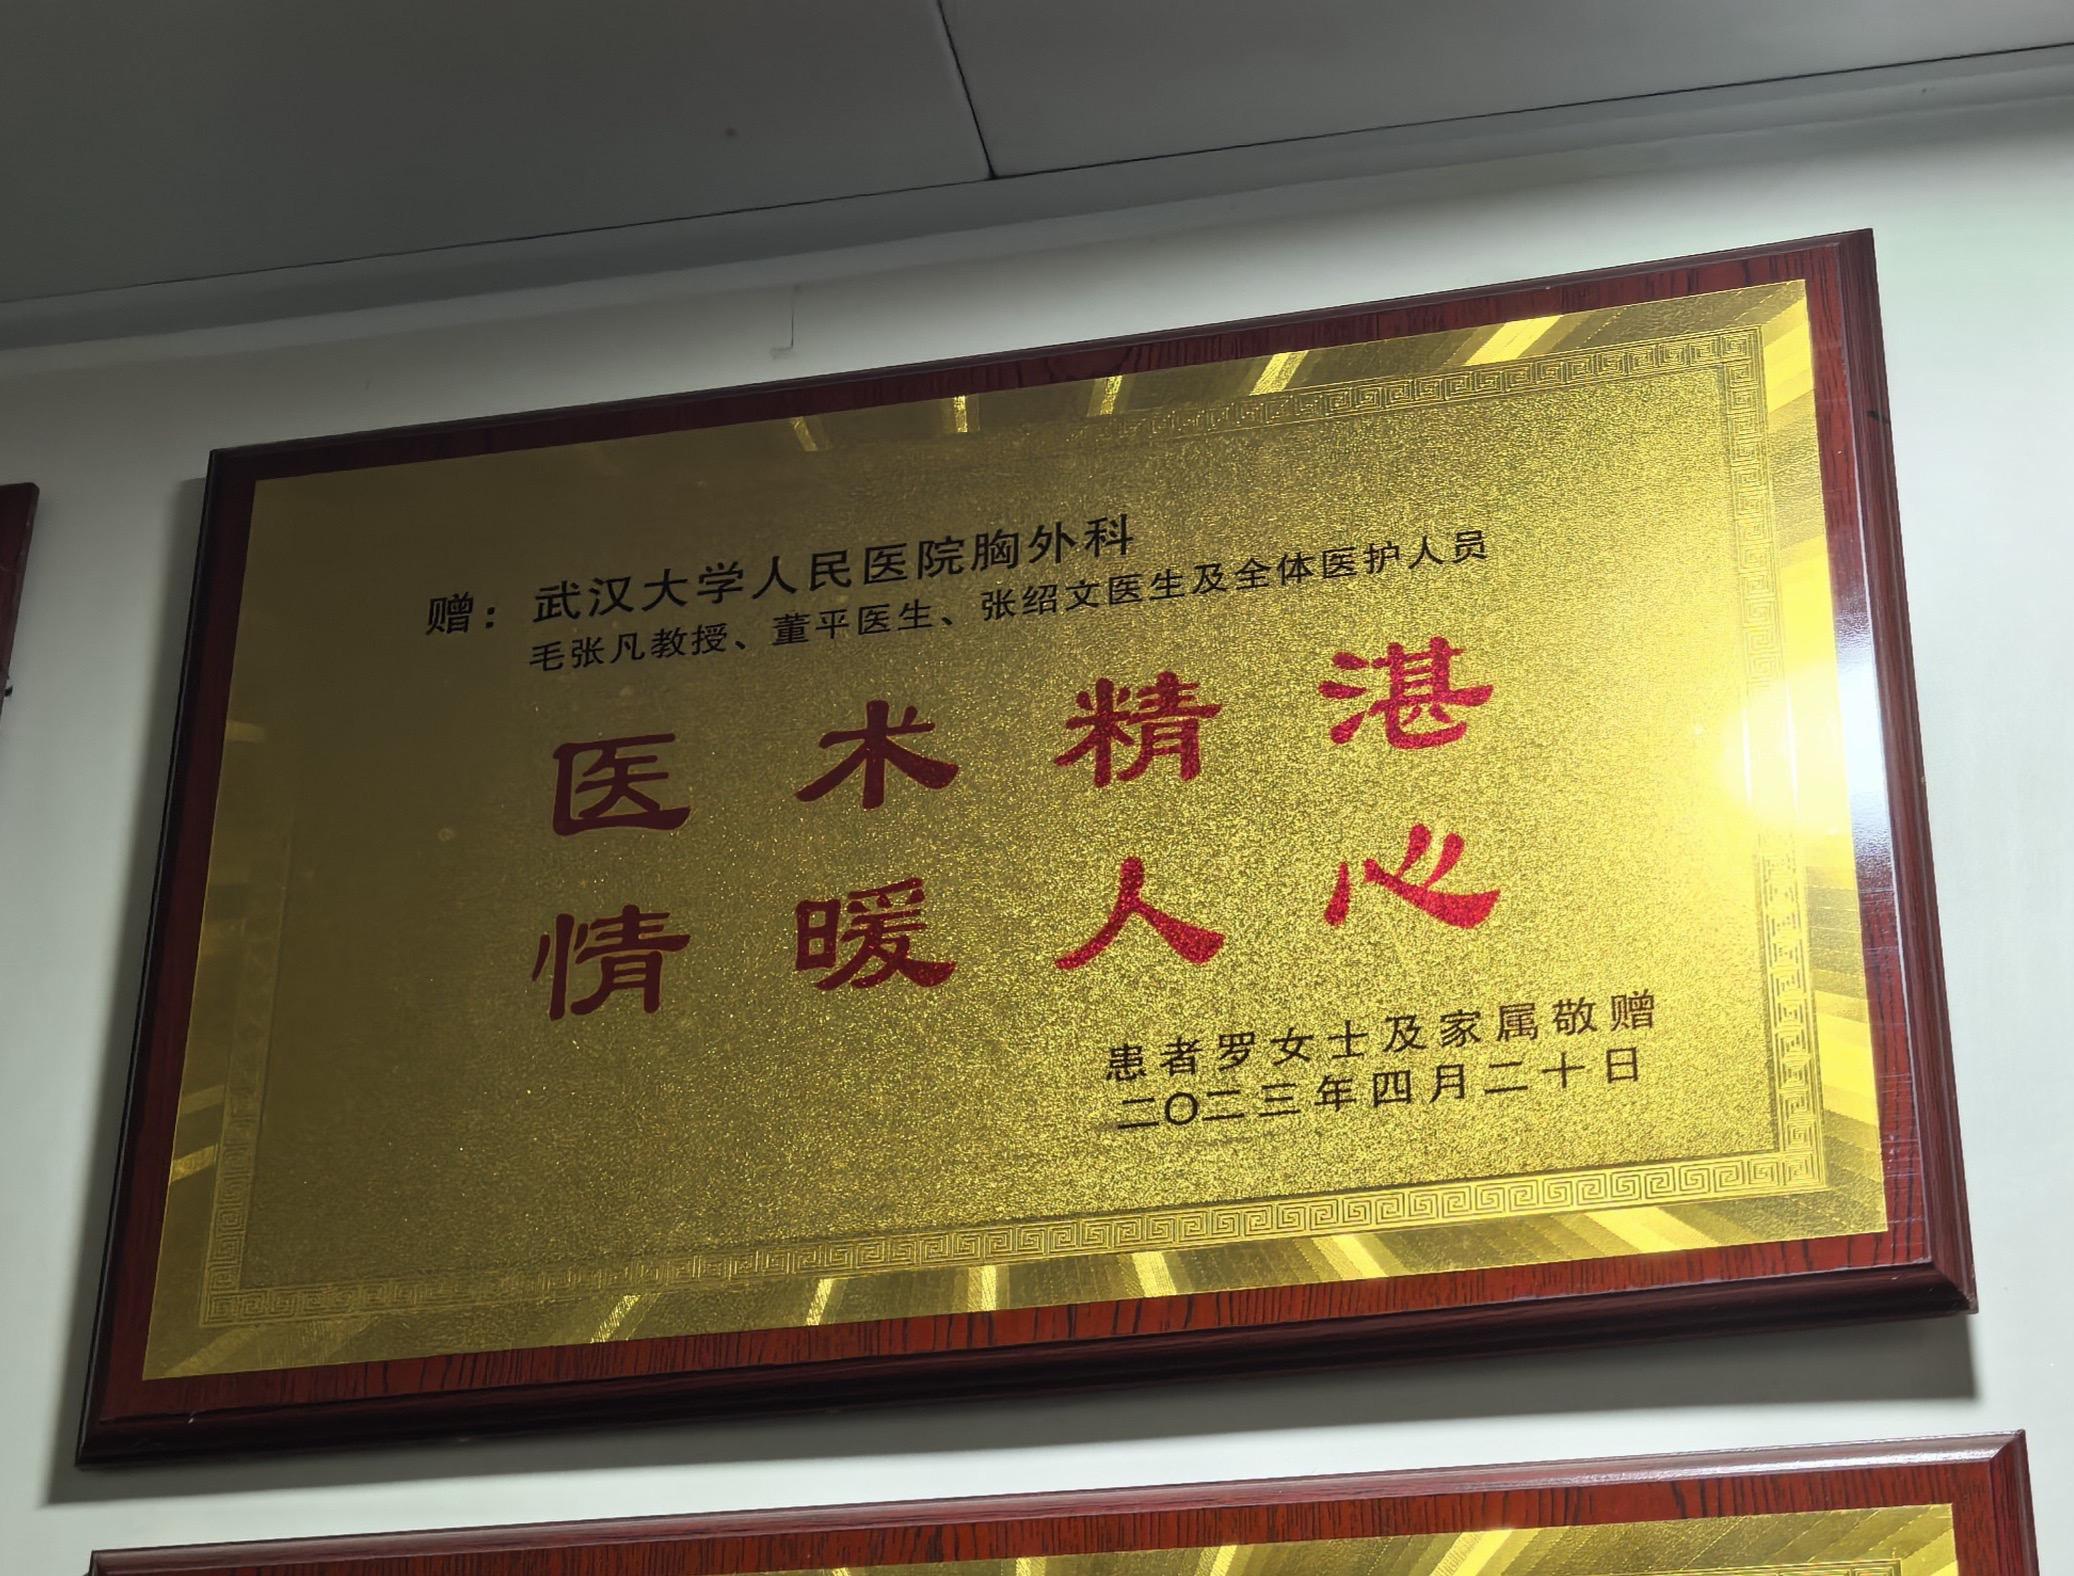 赠：武汉大学人民医院胸外科
毛张凡教授、董平医生、张绍文医生及全体医护人员
医术精湛
情暖人心
患者罗女士及家属敬赠
二〇二三年四月二十日